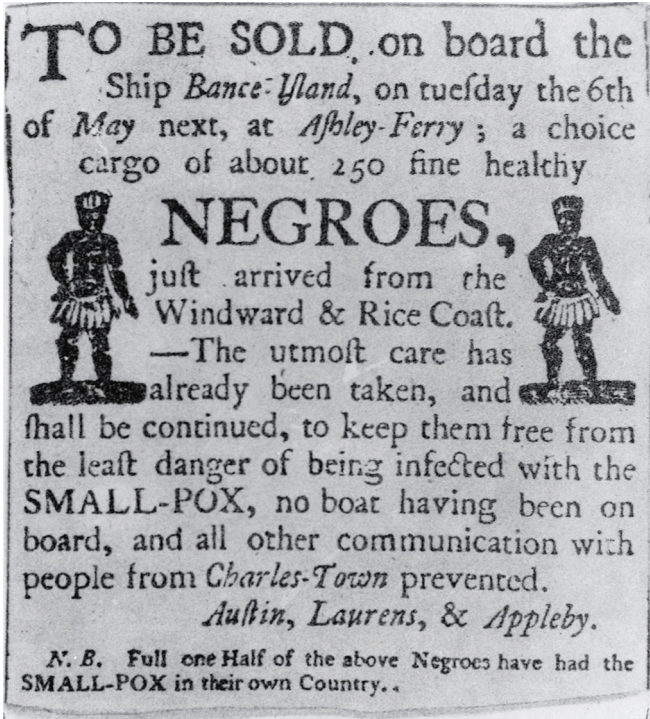 TO BE SOLD, on board the
Ship Bance-Yſland, on tueſday the 6th
of May next, at Aſhley-Ferry; a choice
cargo of about 250 fine healthy
NEGROES,
juſt arrived from the
Windward & Rice Coaſt.
—The utmoſt care has
already been taken, and
ſhall be continued, to keep them free from
the leaſt danger of being infected with the
SMALL-POX, no boat having been on
board, and all other communication with
people from Charles-Town prevented.
Auſtin, Laurens, & Appleby.
N. B. Full one Half of the above Negroes have had the
SMALL-POX in their own Country.